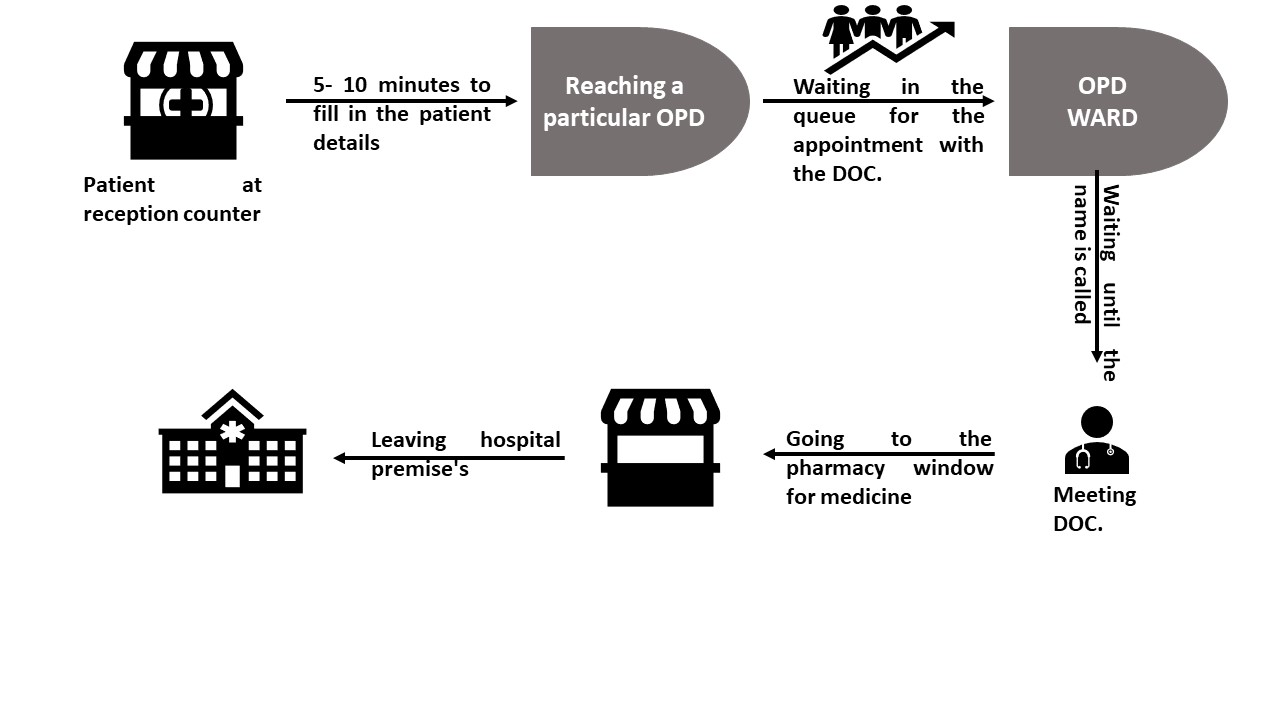 Patient at
reception counter
5- 10 minutes to
fill in the patient
details
Reaching a
particular OPD
Waiting in the
queue for the
appointment with
the DOC.
OPD
WARD
Waiting until the
name is called
Meeting
DOC.
Going to the
pharmacy window
for medicine
Leaving hospital
premise's